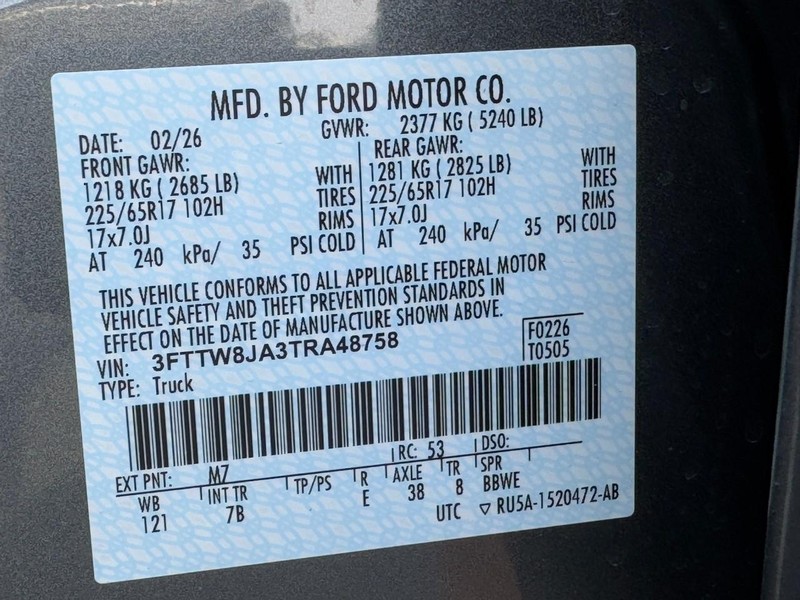 MFD. BY FORD MOTOR CO.
DATE: 02/26 GVWR: 2377 KG ( 5240 LB)
FRONT GAWR: REAR GAWR:
1218 KG ( 2685 LB) WITH 1281 KG ( 2825 LB) WITH
225/65R17 102H TIRES 225/65R17 102H TIRES
17x7.0J RIMS 17x7.0J RIMS
AT 240 kPa/ 35 PSI COLD AT 240 kPa/ 35 PSI COLD
THIS VEHICLE CONFORMS TO ALL APPLICABLE FEDERAL MOTOR
VEHICLE SAFETY AND THEFT PREVENTION STANDARDS IN
EFFECT ON THE DATE OF MANUFACTURE SHOWN ABOVE.
VIN: 3FTTW8JA3TRA48758 F0226
TYPE: Truck T0505
EXT PNT: M7 RC: 53 DSO:
WB INT TR TP/PS R AXLE TR SPR
121 7B E 38 8 BBWE
UTC ▽ RU5A-1520472-AB